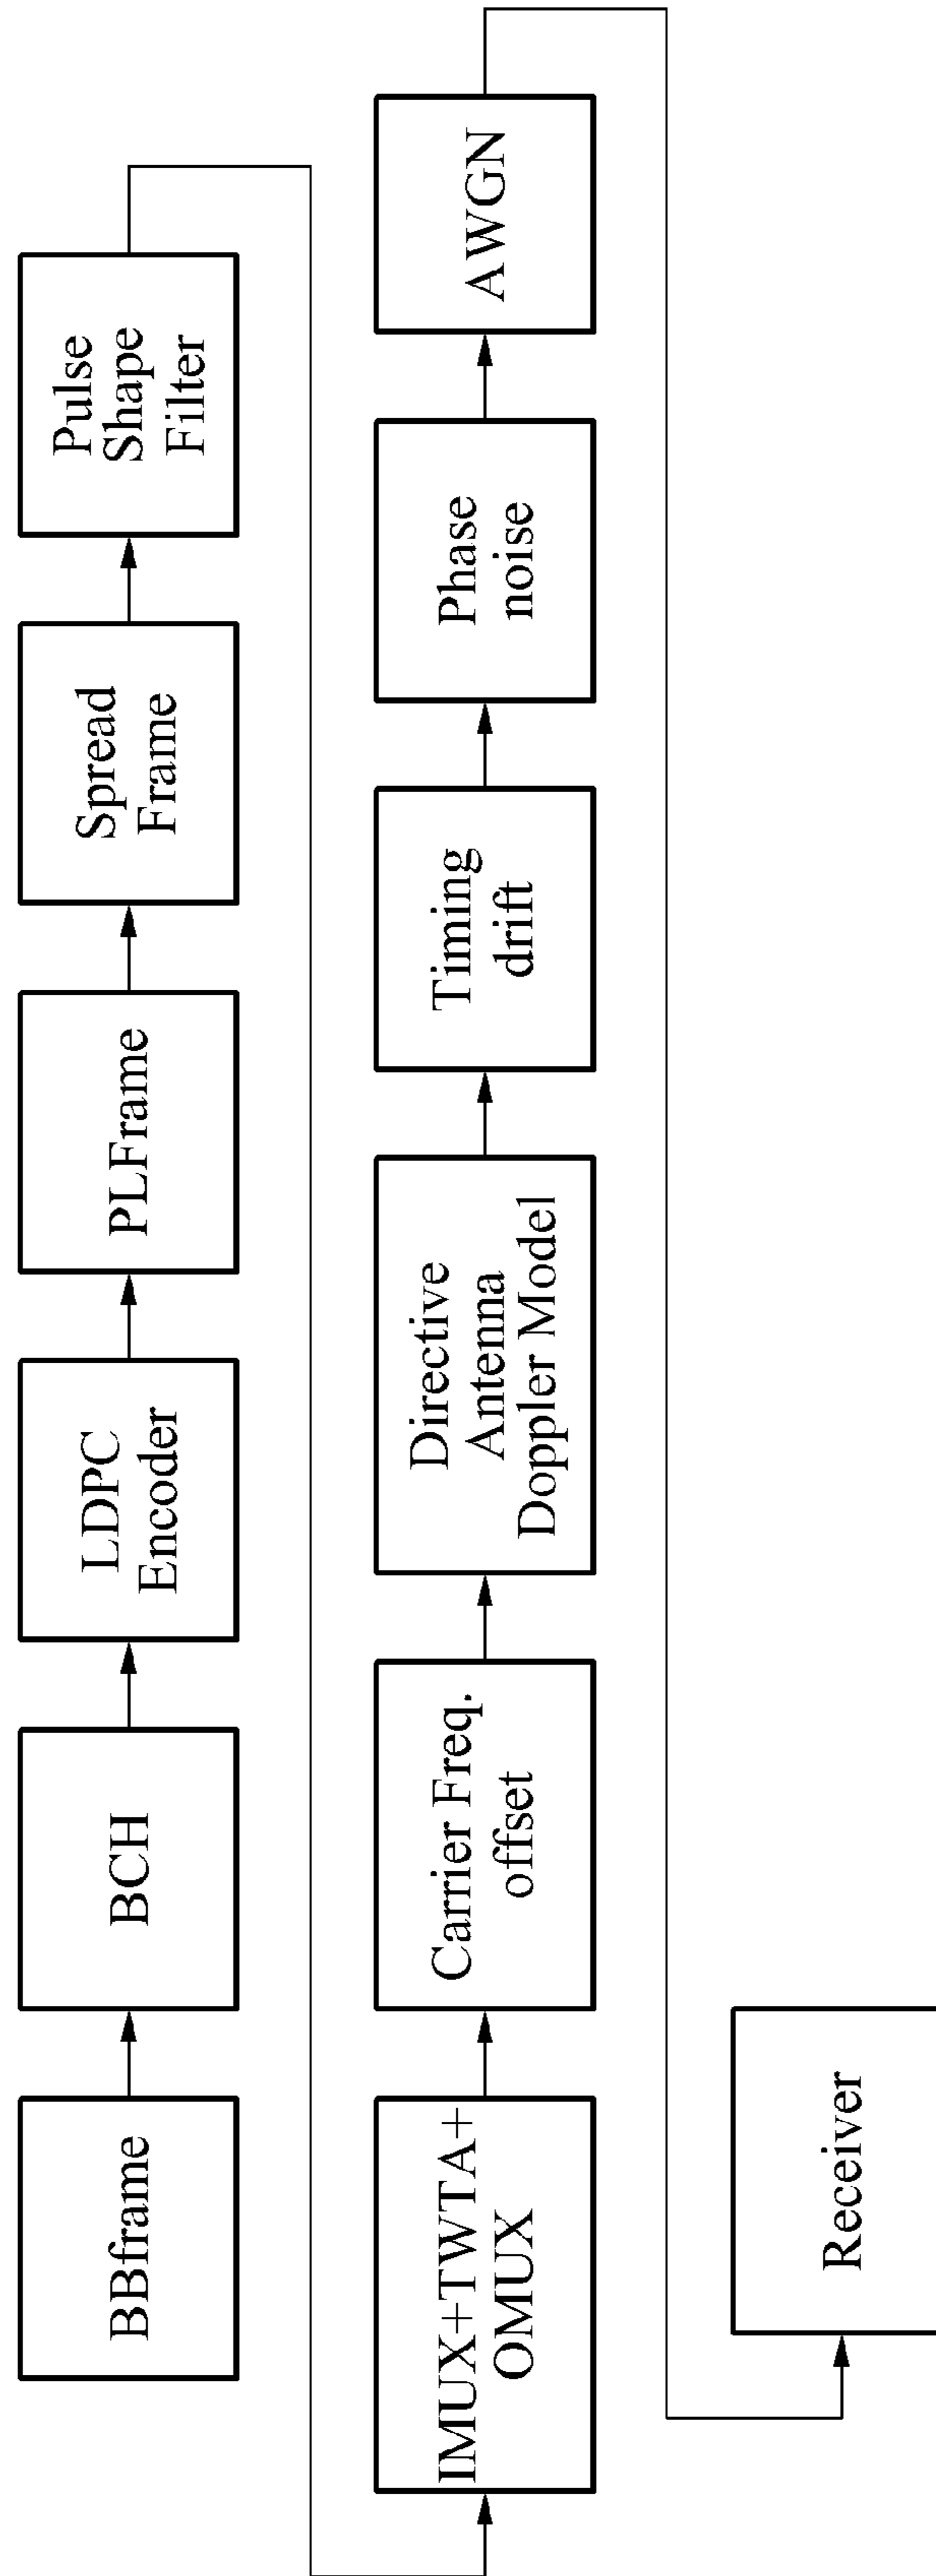 BBframe
BCH
LDPC
Encoder
PLFrame
Spread
Frame
Pulse
Shape
Filter
IMUX+TWTA+
OMUX
Carrier Freq.
offset
Directive
Antenna
Doppler Model
Timing
drift
Phase
noise
AWGN
Receiver